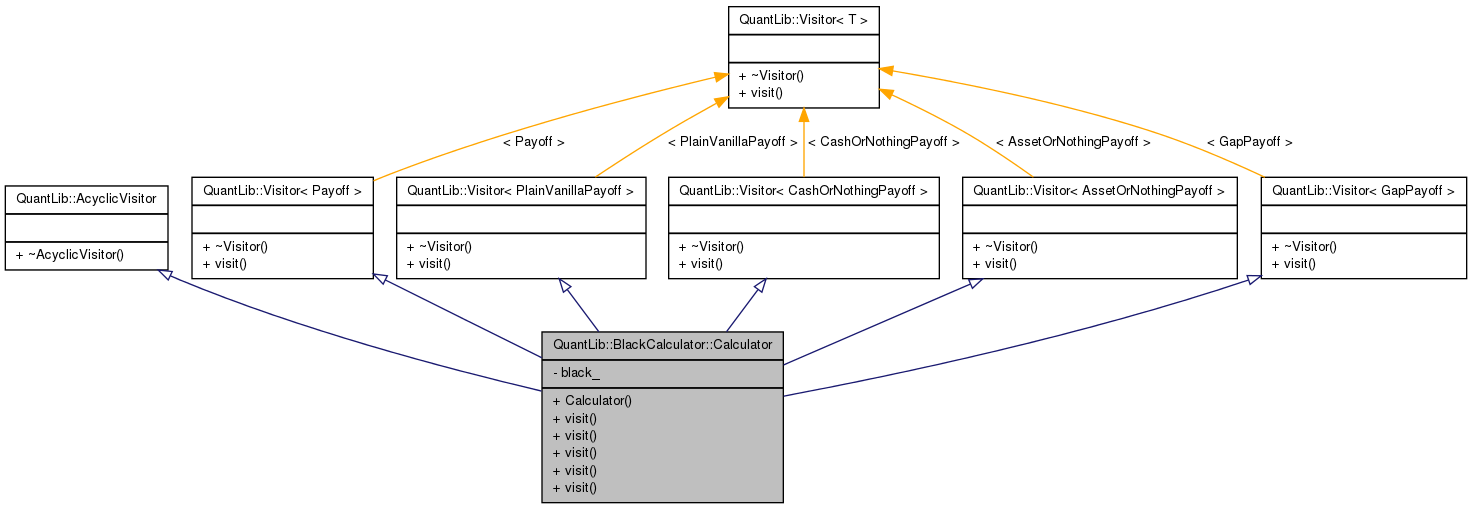 QuantLib::Visitor< T >
+ ~Visitor()
+ visit()
< Payoff >
< PlainVanillaPayoff >
< CashOrNothingPayoff >
< AssetOrNothingPayoff >
< GapPayoff >
QuantLib::AcyclicVisitor
+ ~AcyclicVisitor()
QuantLib::Visitor< Payoff >
+ ~Visitor()
+ visit()
QuantLib::Visitor< PlainVanillaPayoff >
+ ~Visitor()
+ visit()
QuantLib::Visitor< CashOrNothingPayoff >
+ ~Visitor()
+ visit()
QuantLib::Visitor< AssetOrNothingPayoff >
+ ~Visitor()
+ visit()
QuantLib::Visitor< GapPayoff >
+ ~Visitor()
+ visit()
QuantLib::BlackCalculator::Calculator
- black_
+ Calculator()
+ visit()
+ visit()
+ visit()
+ visit()
+ visit()